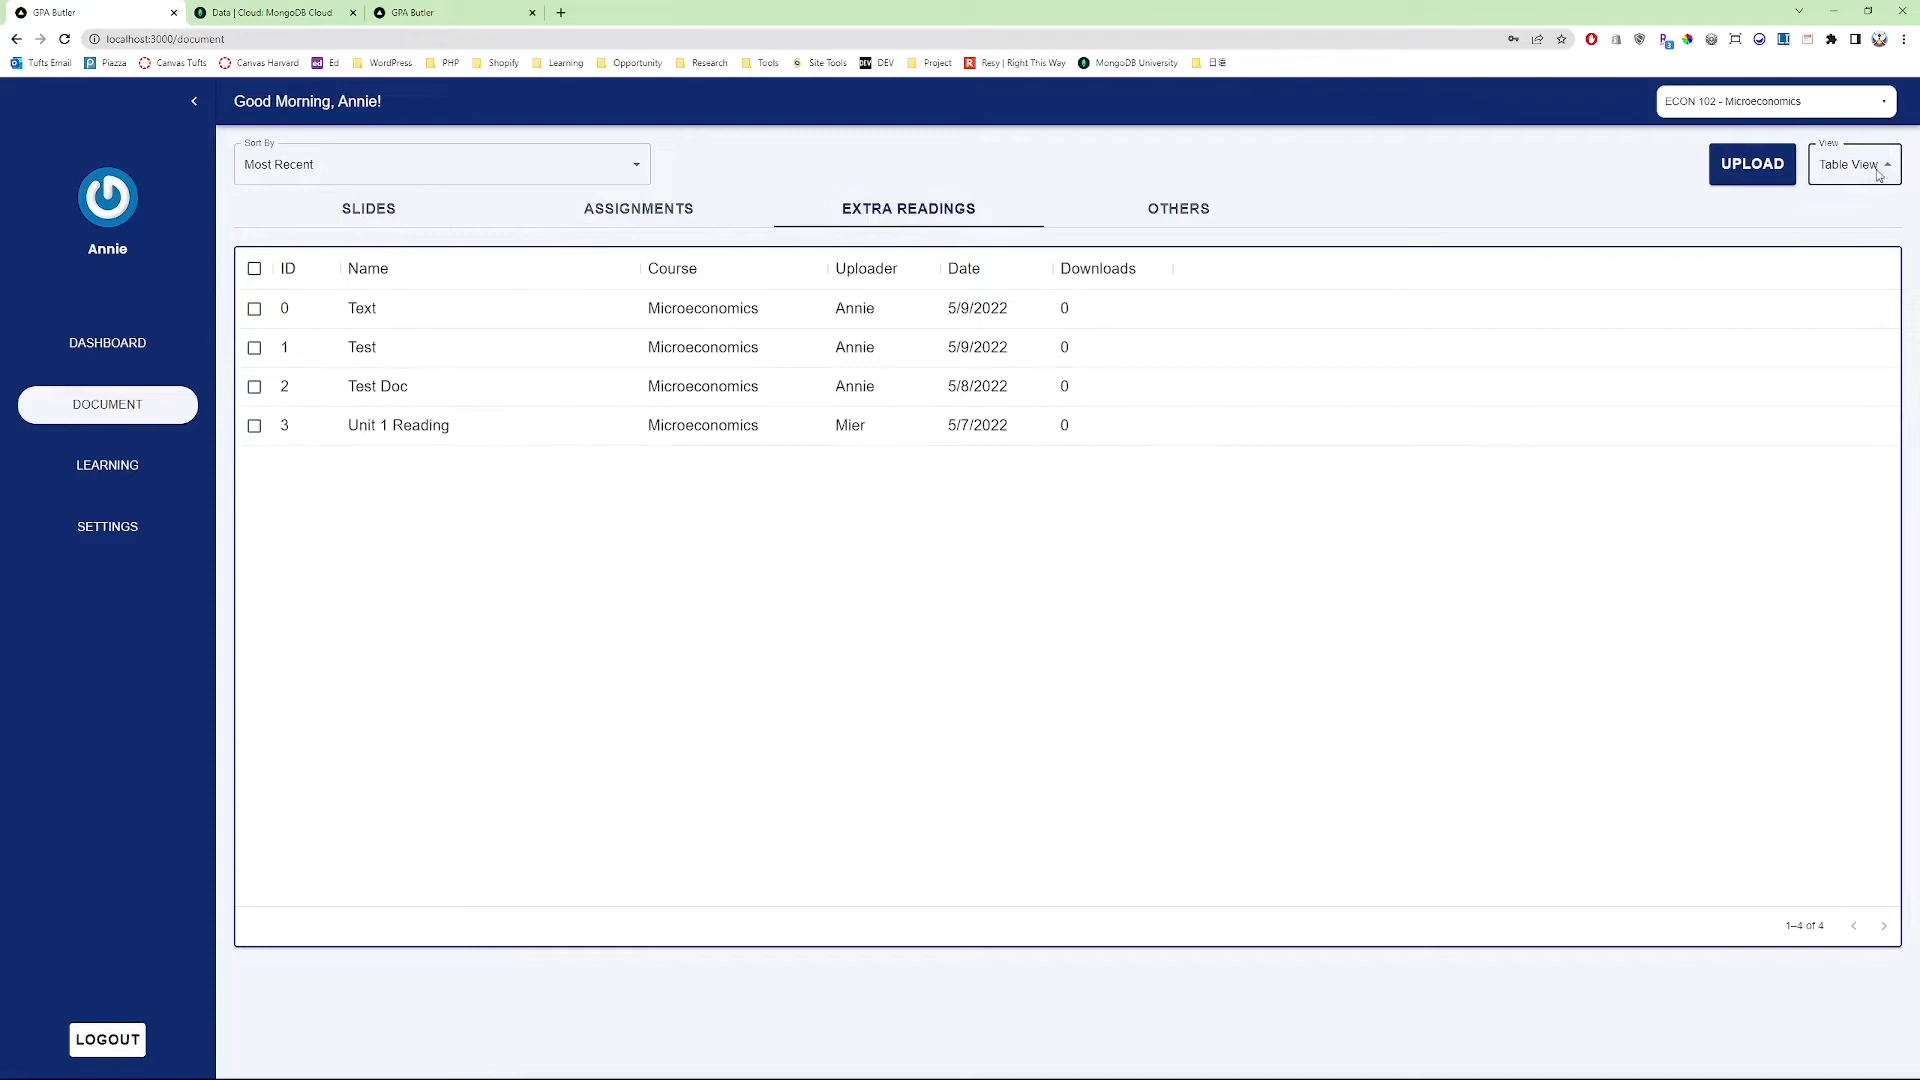 GPA Butler
Data | Cloud: MongoDB Cloud
GPA Butler
localhost:3000/document
Tufts Email
Piazza
Canvas Tufts
Canvas Harvard
Ed
WordPress
PHP
Shopify
Learning
Opportunity
Research
Tools
Site Tools
DEV
Project
Resy | Right This Way
MongoDB University
日语
Good Morning, Annie!
ECON 102 - Microeconomics
Annie
DASHBOARD
DOCUMENT
LEARNING
SETTINGS
LOGOUT
Sort By
Most Recent
UPLOAD
View
Table View
SLIDES ASSIGNMENTS EXTRA READINGS OTHERS
ID Name Course Uploader Date Downloads
0 Text Microeconomics Annie 5/9/2022 0
1 Test Microeconomics Annie 5/9/2022 0
2 Test Doc Microeconomics Annie 5/8/2022 0
3 Unit 1 Reading Microeconomics Mier 5/7/2022 0
1–4 of 4